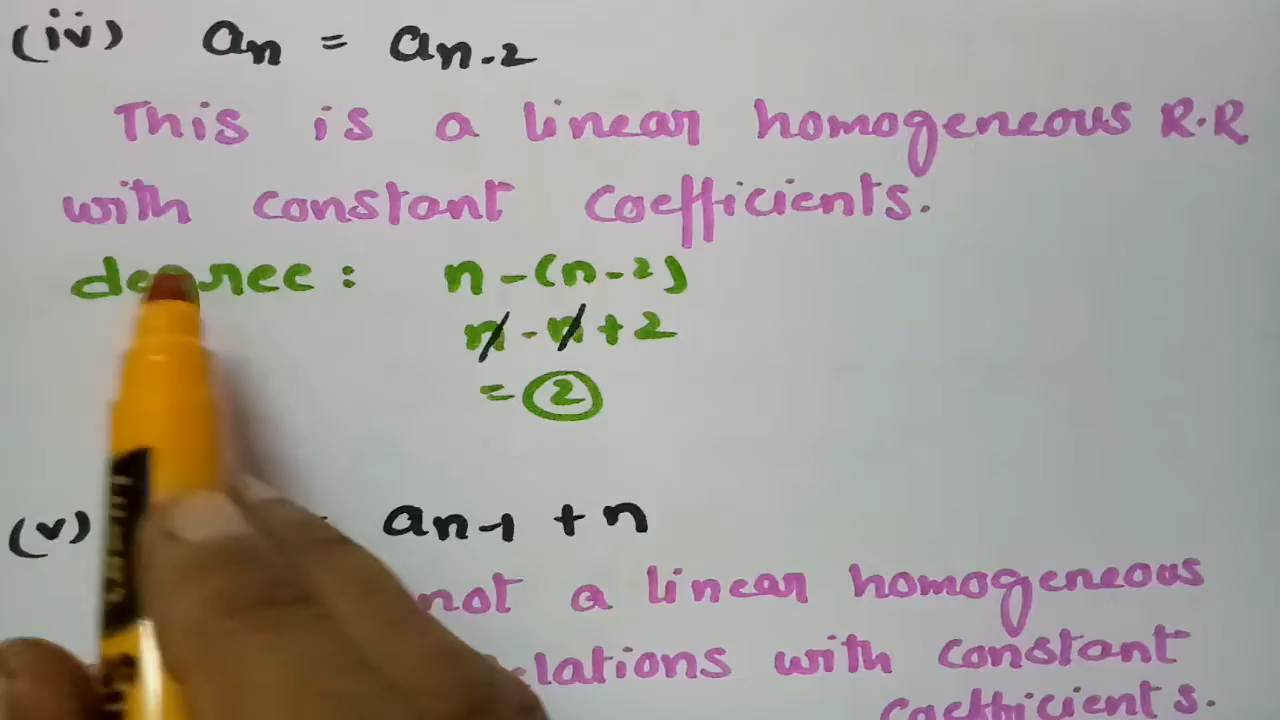 (iv) an = an-2
This is a linear homogeneous R.R
with constant coefficients.
degree: n-(n-2)
n - n + 2
= 2
(v) an-1 + n
not a linear homogeneous
lations with constant
coefficients.